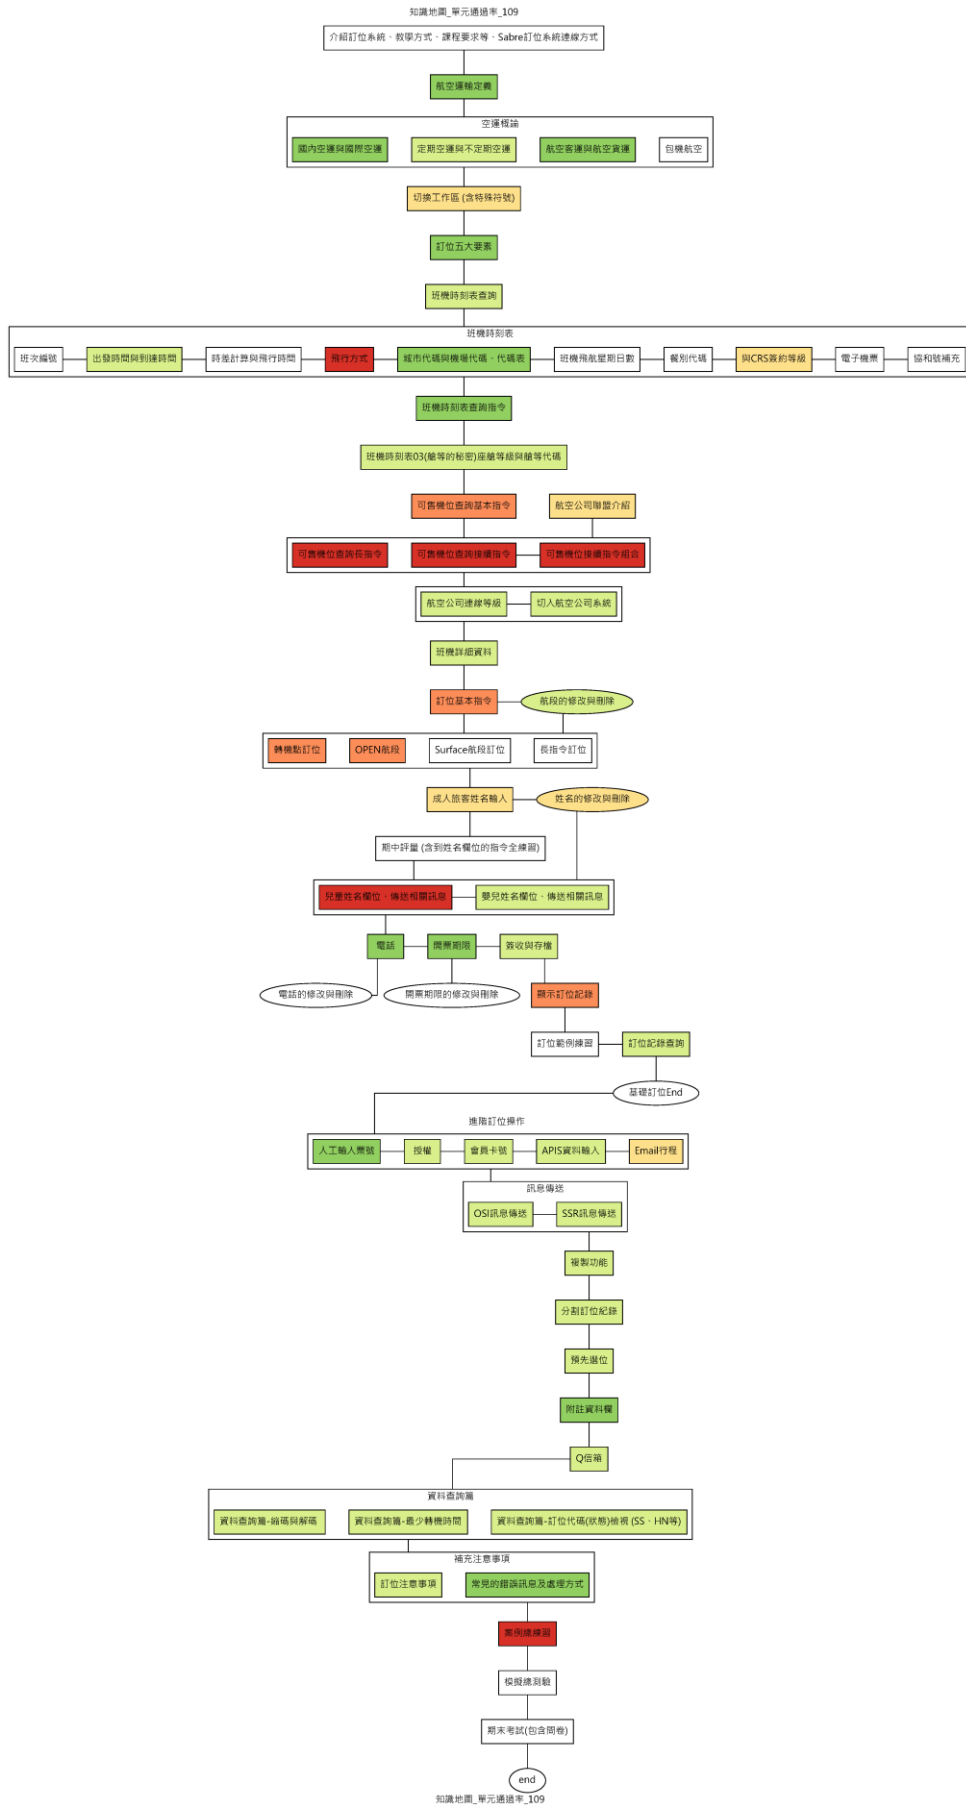 知識地圖_單元通過率_109
介紹訂位系統、教學方式、課程要求等、Sabre訂位系統連線方式
航空運輸定義
空運概論
國內空運與國際空運 定期空運與不定期空運 航空客運與航空貨運 包機航空
切換工作區 (含特殊符號)
訂位五大要素
班機時刻表查詢
班機時刻表
班次編號 出發時間與到達時間 時差計算與飛行時間 飛行方式 城市代碼與機場代碼、代碼表 班機飛航星期日數 餐別代碼 與CRS簽約等級 電子機票 協和號補充
班機時刻表查詢指令
班機時刻表03(艙等的秘密)座艙等級與艙等代碼
可售機位查詢基本指令 航空公司聯盟介紹
可售機位查詢長指令 可售機位查詢接續指令 可售機位接續指令組合
航空公司連線等級 切入航空公司系統
班機詳細資料
訂位基本指令 航段的修改與刪除
轉機點訂位 OPEN航段 Surface航段訂位 長指令訂位
成人旅客姓名輸入 姓名的修改與刪除
期中評量 (含到姓名欄位的指令全練習)
兒童姓名欄位、傳送相關訊息 嬰兒姓名欄位、傳送相關訊息
電話 開票期限 簽收與存檔
電話的修改與刪除 開票期限的修改與刪除 顯示訂位記錄
訂位範例練習 訂位記錄查詢
基礎訂位End
進階訂位操作
人工輸入票號 授權 會員卡號 APIS資料輸入 Email行程
訊息傳送
OSI訊息傳送 SSR訊息傳送
複製功能
分割訂位紀錄
預先選位
附註資料欄
Q信箱
資料查詢篇
資料查詢篇-編碼與解碼 資料查詢篇-最少轉機時間 資料查詢篇-訂位代碼(狀態)檢視 (SS、HN等)
補充注意事項
訂位注意事項 常見的錯誤訊息及處理方式
案例總練習
模擬總測驗
期末考試(包含問卷)
end
知識地圖_單元通過率_109